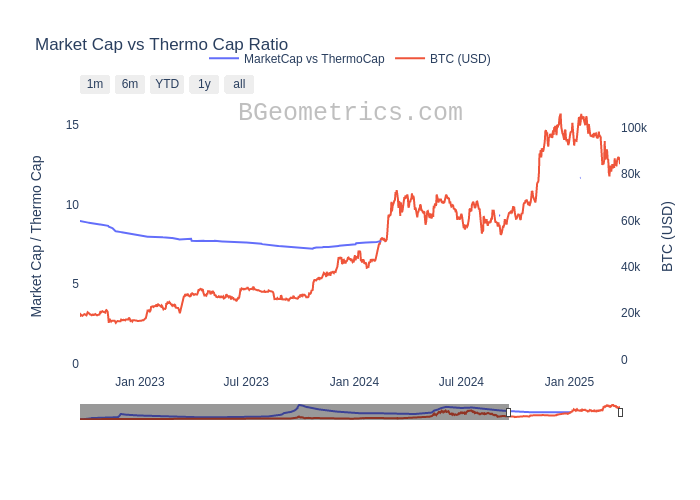 Market Cap vs Thermo Cap Ratio
MarketCap vs ThermoCap
BTC (USD)
1m
6m
YTD
1y
all
BGeometrics.com
15
10
5
0
Market Cap / Thermo Cap
100k
80k
60k
40k
20k
0
BTC (USD)
Jan 2023
Jul 2023
Jan 2024
Jul 2024
Jan 2025